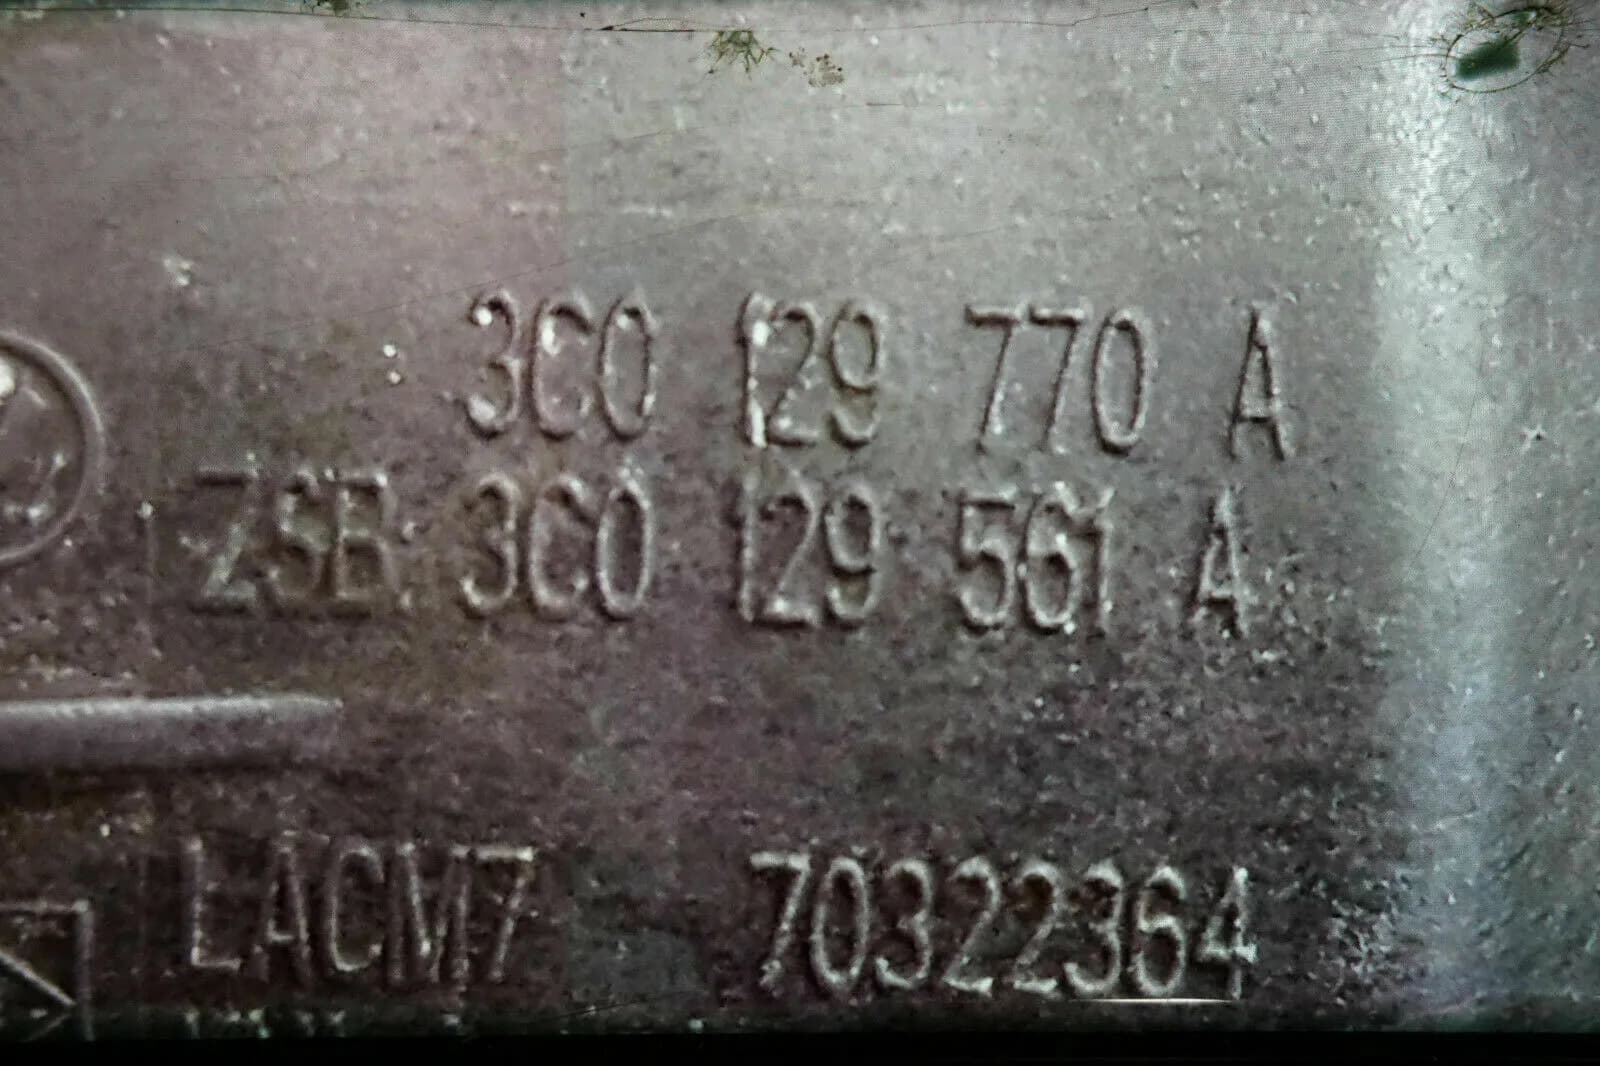 3C0 129 770 A
ZSB 3C0 129 561 A
LACM7 70322364